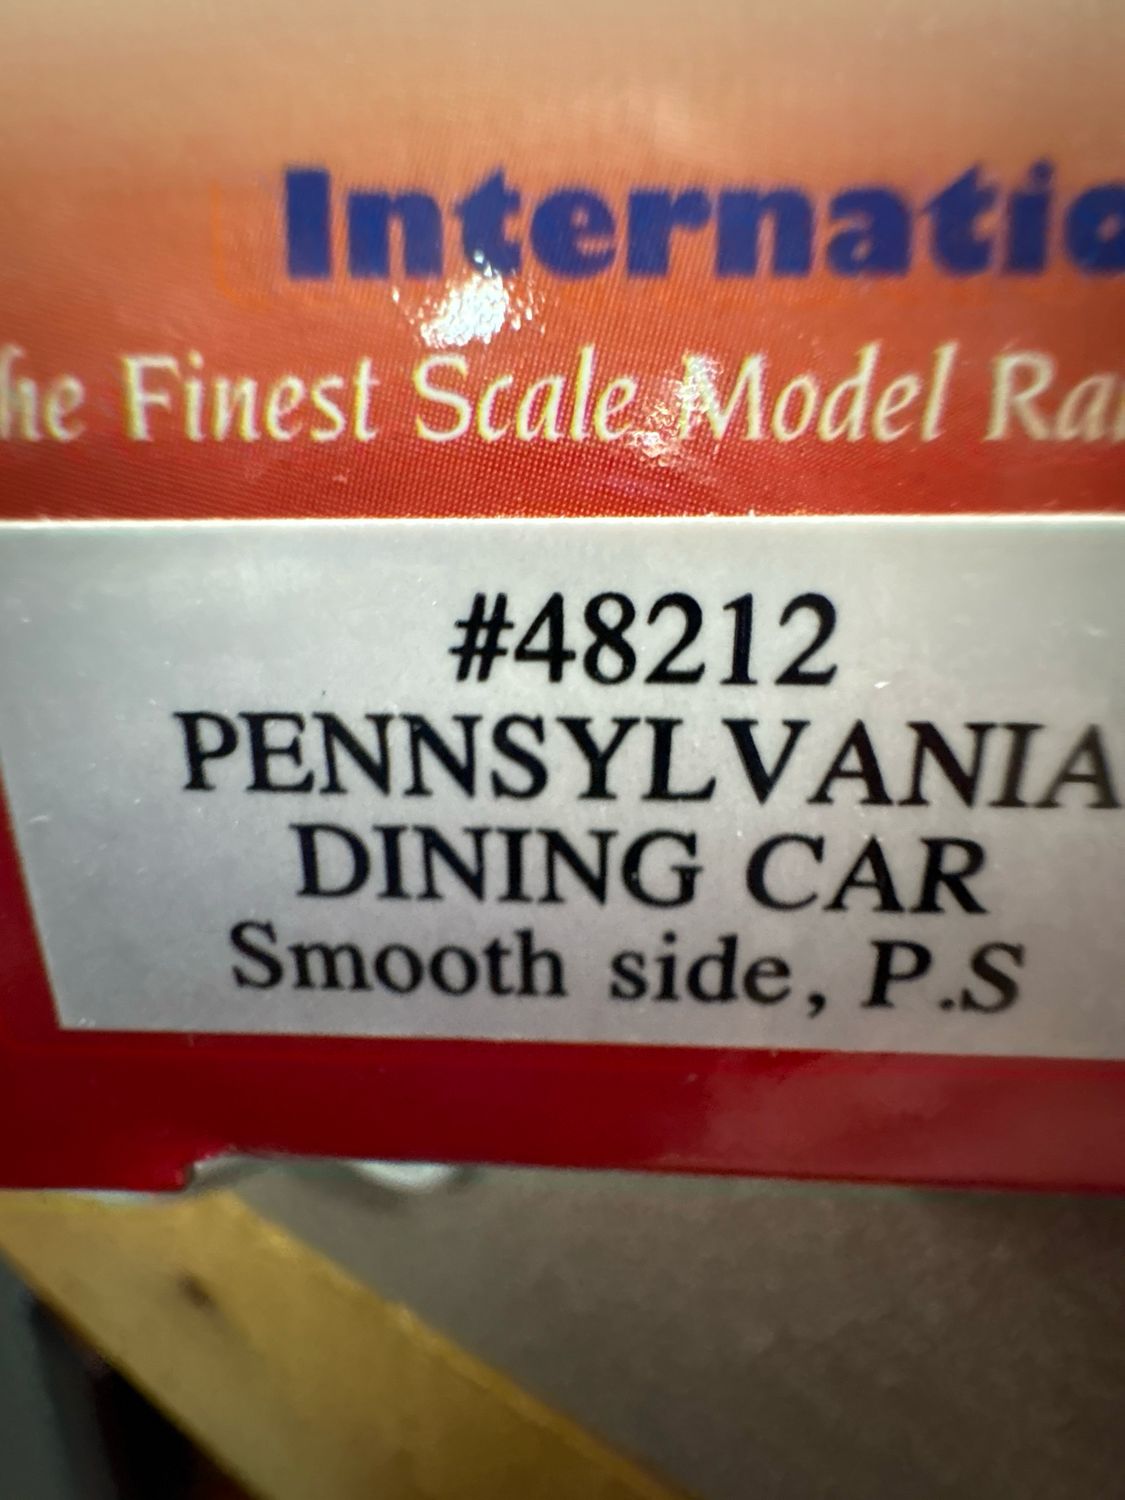 Internatio
he Finest Scale Model Ra
#48212
PENNSYLVANIA
DINING CAR
Smooth side, P.S